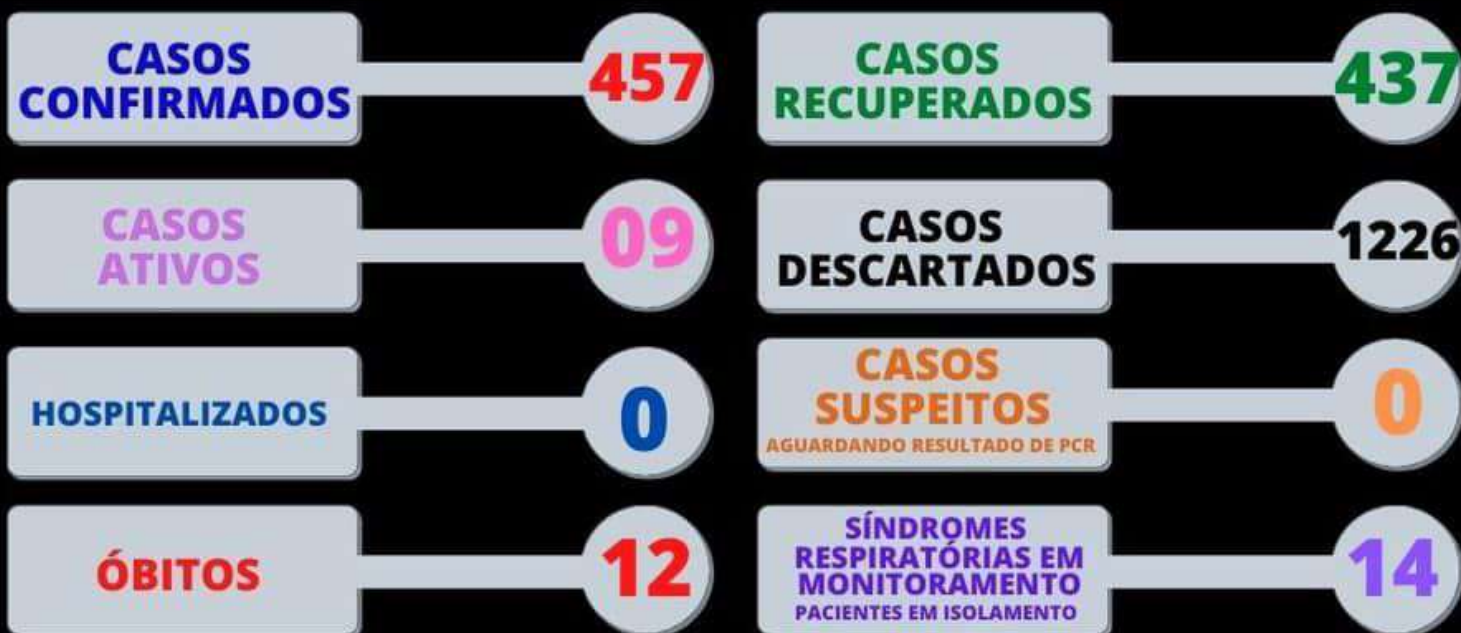 CASOS
CONFIRMADOS
457
CASOS
RECUPERADOS
437
CASOS
ATIVOS
09
CASOS
DESCARTADOS
1226
HOSPITALIZADOS
0
CASOS
SUSPEITOS
AGUARDANDO RESULTADO DE PCR
0
ÓBITOS
12
SÍNDROMES
RESPIRATÓRIAS EM
MONITORAMENTO
PACIENTES EM ISOLAMENTO
14